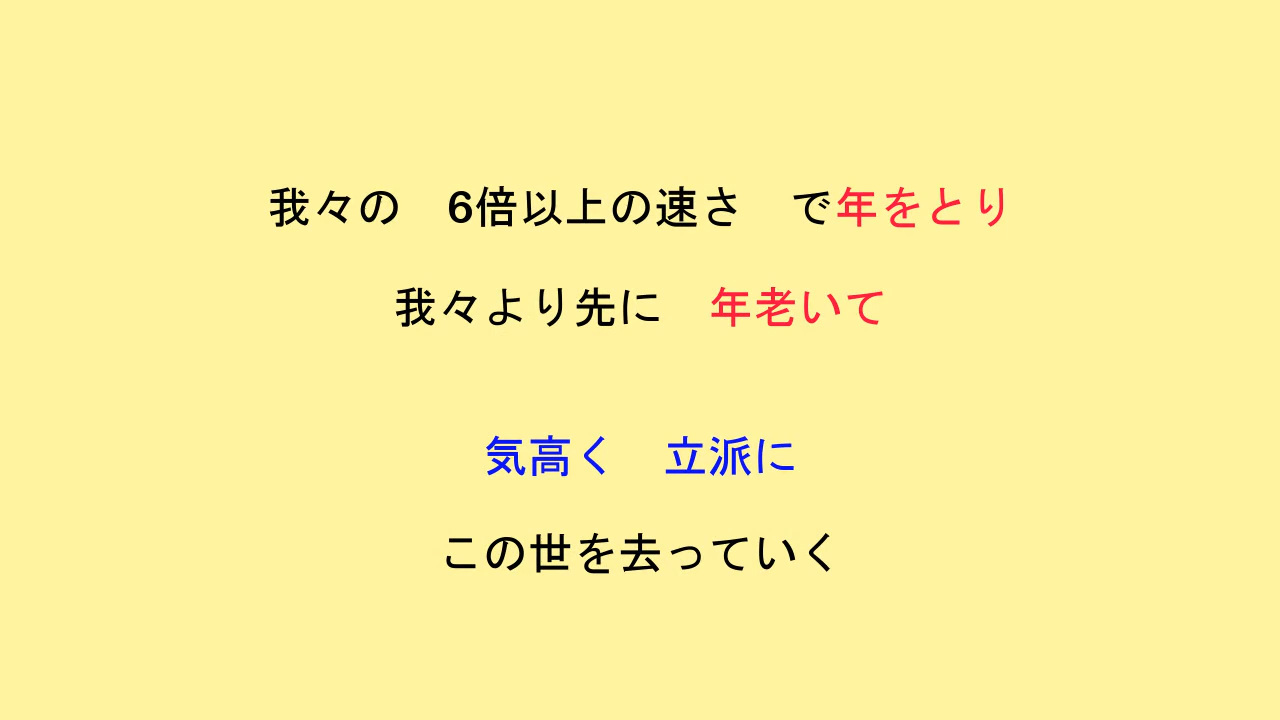 我々の　6倍以上の速さ　で年をとり
我々より先に　年老いて
気高く　立派に
この世を去っていく